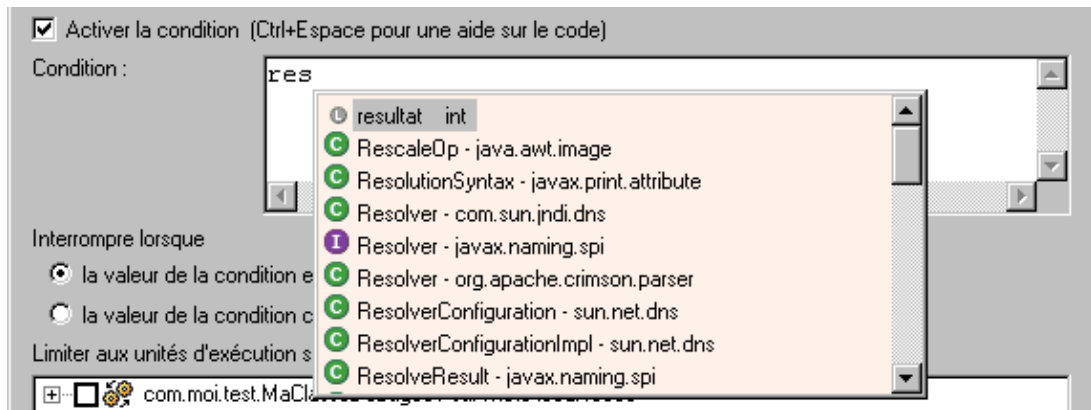 Activer la condition (Ctrl+Espace pour une aide sur le code)
Condition :
res
resultat int
RescaleOp - java.awt.image
ResolutionSyntax - javax.print.attribute
Resolver - com.sun.jndi.dns
Resolver - javax.naming.spi
Resolver - org.apache.crimson.parser
ResolverConfiguration - sun.net.dns
ResolverConfigurationImpl - sun.net.dns
ResolveResult - javax.naming.spi
Interrompre lorsque
la valeur de la condition e
la valeur de la condition c
Limiter aux unités d'exécution s
com.moi.test.MaCla